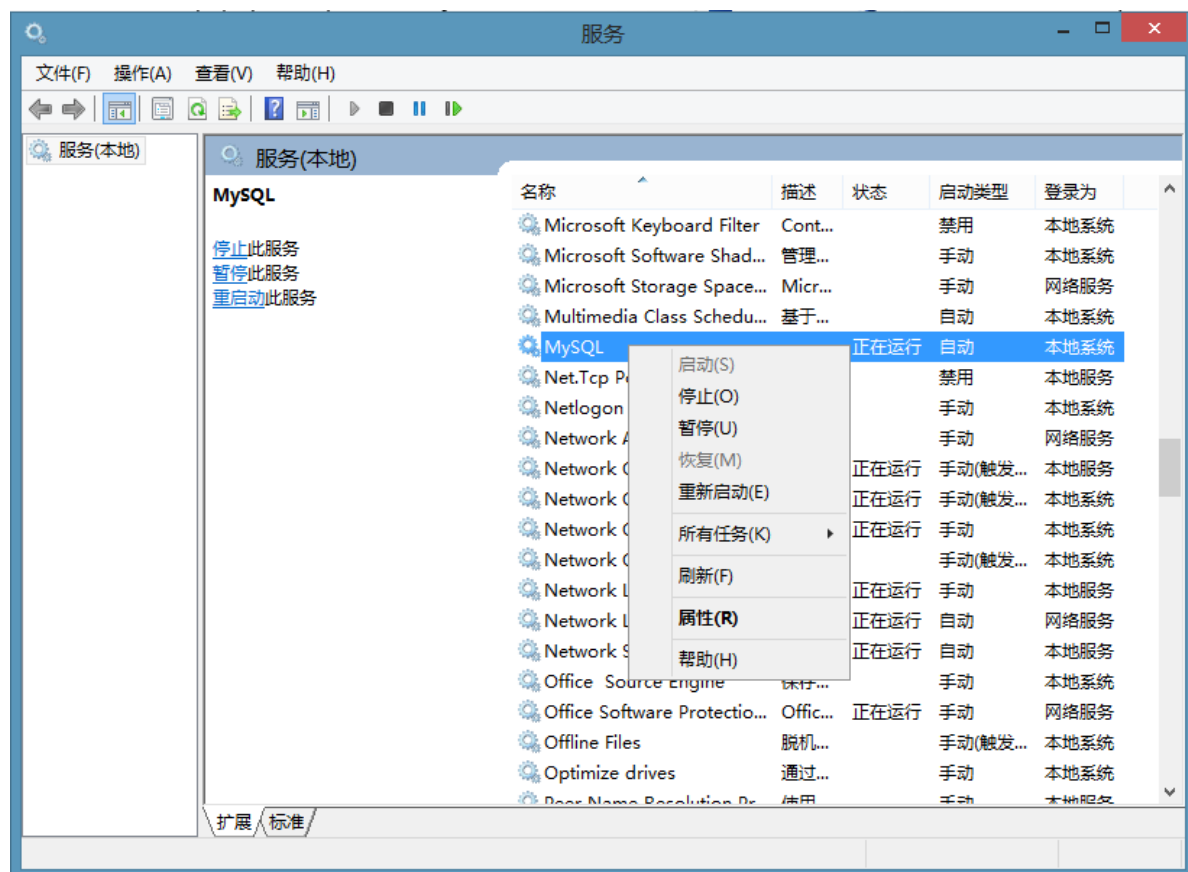 服务
文件(F) 操作(A) 查看(V) 帮助(H)
服务(本地)
服务(本地)
MySQL
停止此服务
暂停此服务
重启动此服务
名称 描述 状态 启动类型 登录为
Microsoft Keyboard Filter Cont... 禁用 本地系统
Microsoft Software Shad... 管理... 手动 本地系统
Microsoft Storage Space... Micr... 手动 网络服务
Multimedia Class Schedu... 基于... 自动 本地系统
MySQL 正在运行 自动 本地系统
Net.Tcp 禁用 本地服务
Netlogon 手动 本地系统
Network 手动 网络服务
Network 正在运行 手动(触发... 本地服务
Network 正在运行 手动(触发... 本地系统
Network 正在运行 手动 本地系统
Network 手动(触发... 本地系统
Network 正在运行 手动 本地服务
Network 正在运行 自动 网络服务
Network 正在运行 自动 本地服务
Office Source Engine 保存... 手动 本地系统
Office Software Protectio... Offic... 正在运行 手动 网络服务
Offline Files 脱机... 手动(触发... 本地系统
Optimize drives 通过... 手动 本地系统
Peer Name Resolution Pr... 使用... 手动 本地服务
启动(S)
停止(O)
暂停(U)
恢复(M)
重新启动(E)
所有任务(K)
刷新(F)
属性(R)
帮助(H)
扩展 标准